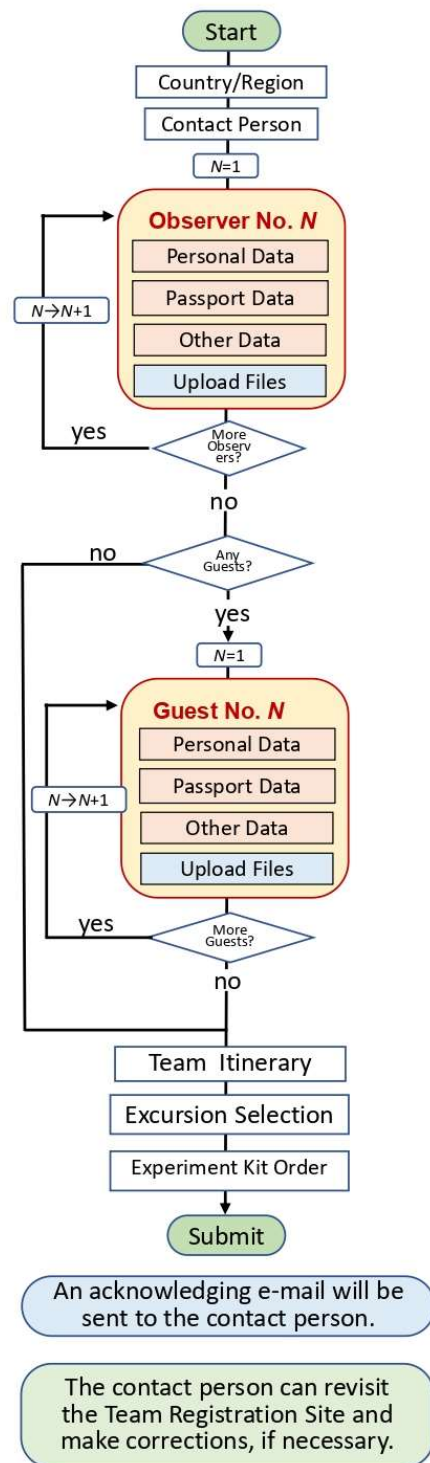 Start
Country/Region
Contact Person
N=1
Observer No. N
Personal Data
Passport Data
N→N+1
Other Data
Upload Files
yes
More
Observ
ers?
no
no
Any
Guests?
yes
N=1
Guest No. N
Personal Data
Passport Data
N→N+1
Other Data
Upload Files
yes
More
Guests?
no
Team Itinerary
Excursion Selection
Experiment Kit Order
Submit
An acknowledging e-mail will be
sent to the contact person.
The contact person can revisit
the Team Registration Site and
make corrections, if necessary.